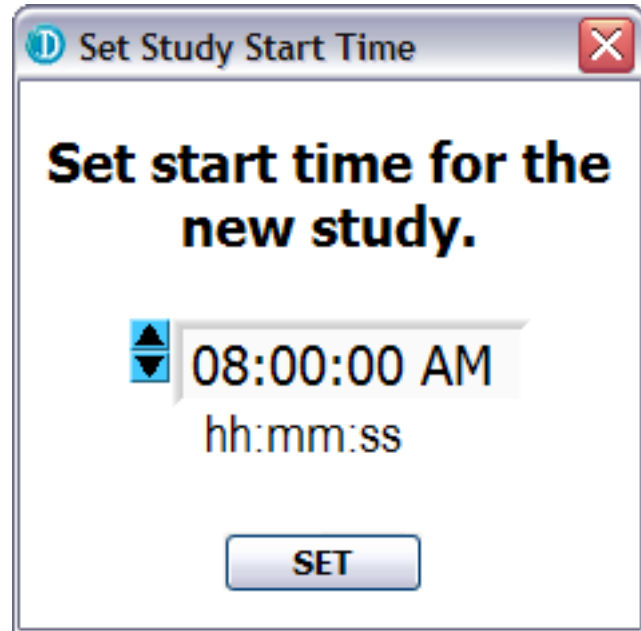 Set Study Start Time
Set start time for the
new study.
08:00:00 AM
hh:mm:ss
SET